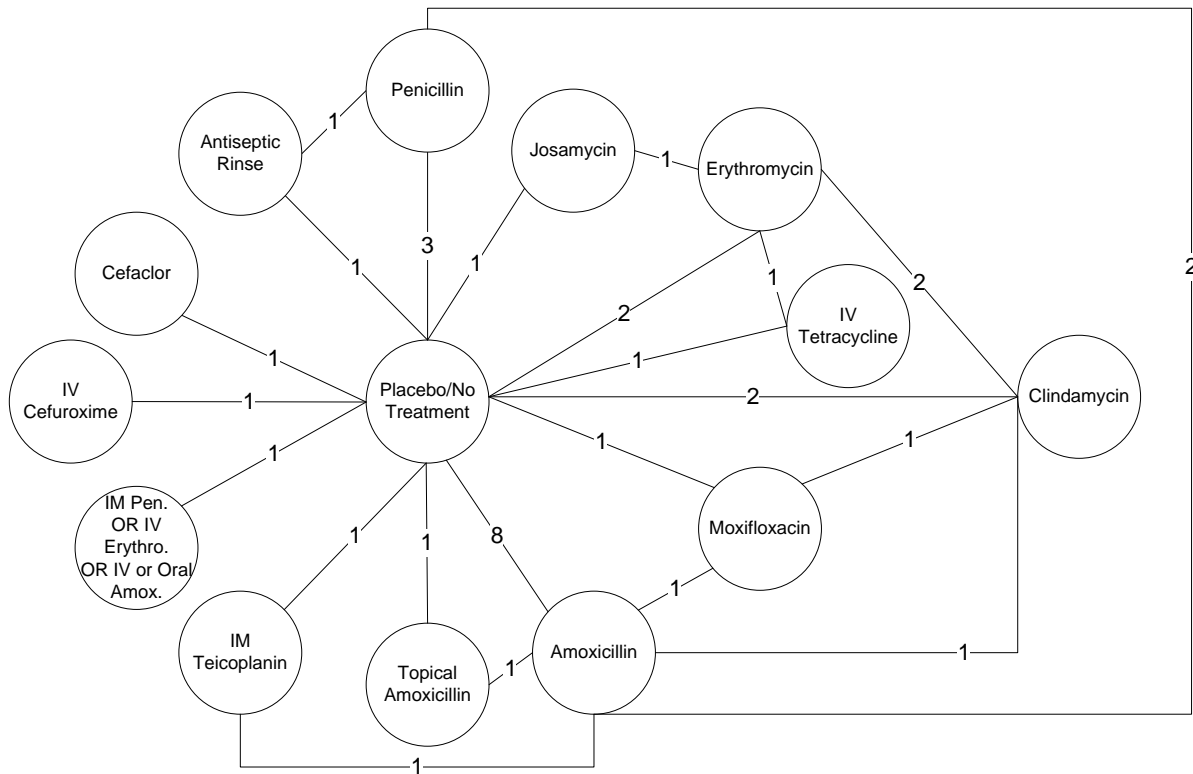 Penicillin
Antiseptic
Rinse
1
Josamycin
1
Erythromycin
Cefaclor
1
3
1
2
1
2
2
IV
Tetracycline
1
1
IV
Cefuroxime
1
Placebo/No
Treatment
2
Clindamycin
1
1
1
IM Pen.
OR IV
Erythro.
OR IV or Oral
Amox.
1
1
8
Moxifloxacin
1
IM
Teicoplanin
Topical
Amoxicillin
1
Amoxicillin
1
1